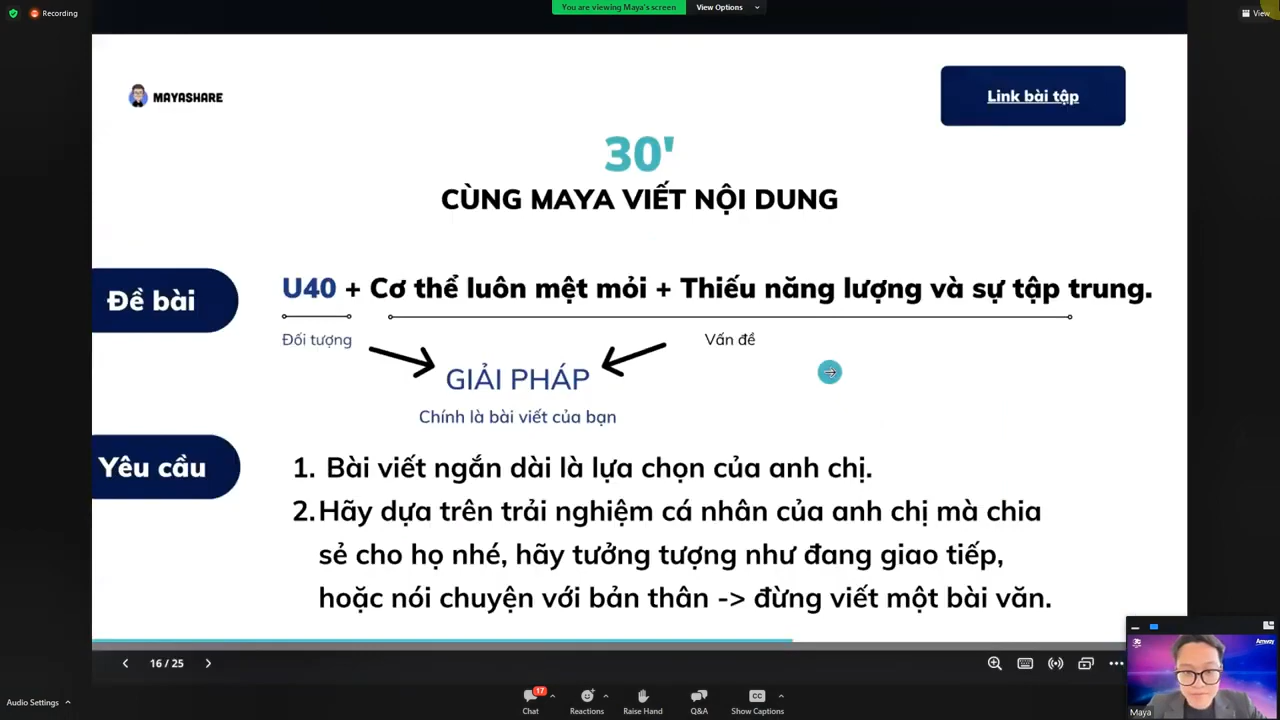 Recording
You are viewing Maya's screen
View Options
View
MAYASHARE
Link bài tập
30'
CÙNG MAYA VIẾT NỘI DUNG
Đề bài
U40 + Cơ thể luôn mệt mỏi + Thiếu năng lượng và sự tập trung.
Đối tượng
Vấn đề
GIẢI PHÁP
Chính là bài viết của bạn
Yêu cầu
1. Bài viết ngắn dài là lựa chọn của anh chị.
2. Hãy dựa trên trải nghiệm cá nhân của anh chị mà chia
sẻ cho họ nhé, hãy tưởng tượng như đang giao tiếp,
hoặc nói chuyện với bản thân -> đừng viết một bài văn.
16 / 25
Amway
Maya
Audio Settings
17
Chat
Reactions
Raise Hand
Q&A
CC
Show Captions